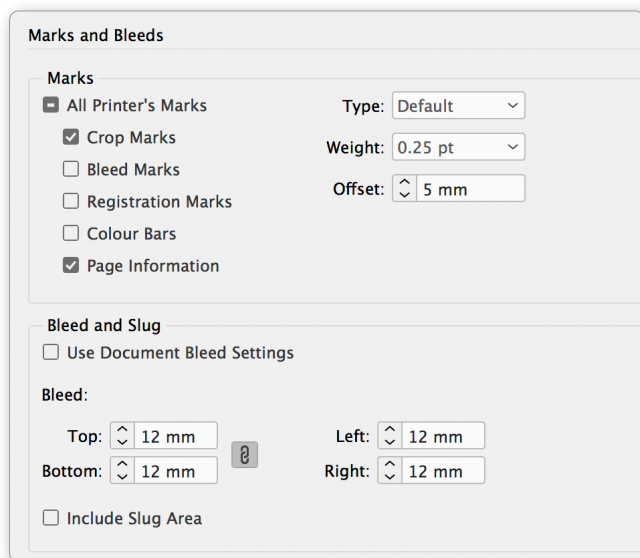 Marks and Bleeds
Marks
All Printer's Marks
Type: Default
Crop Marks
Weight: 0.25 pt
Bleed Marks
Offset: 5 mm
Registration Marks
Colour Bars
Page Information
Bleed and Slug
Use Document Bleed Settings
Bleed:
Top: 12 mm
Left: 12 mm
Bottom: 12 mm
Right: 12 mm
Include Slug Area